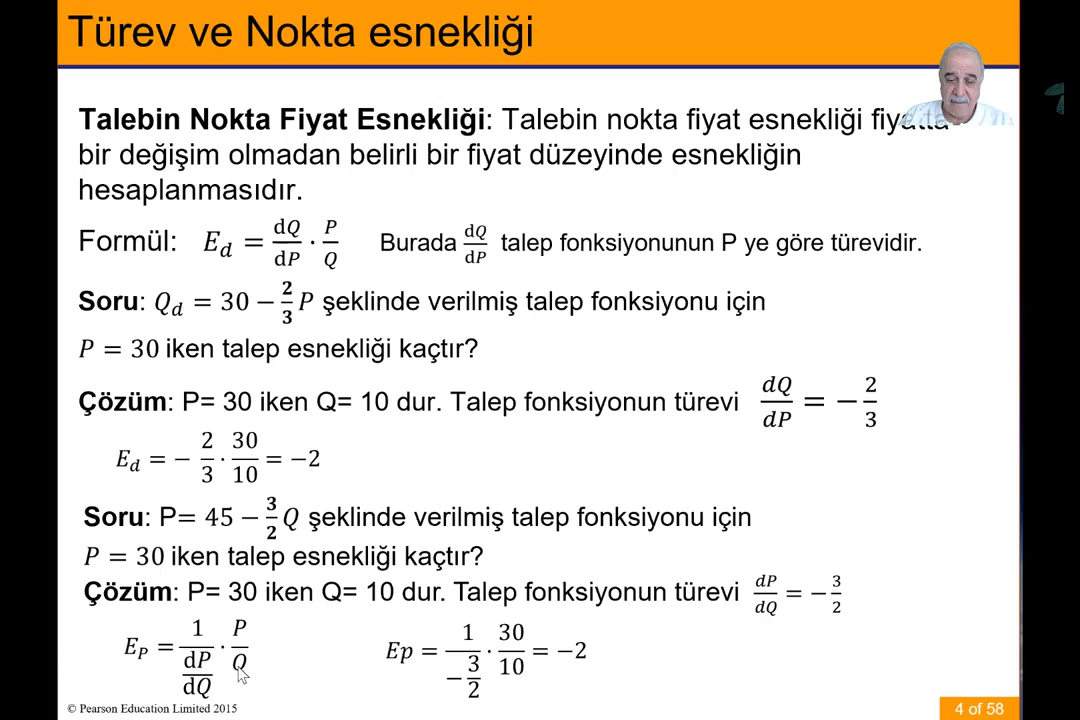 Türev ve Nokta esnekliği
Talebin Nokta Fiyat Esnekliği: Talebin nokta fiyat esnekliği
bir değişim olmadan belirli bir fiyat düzeyinde esnekliğin
hesaplanmasıdır.
Formül: E_d = dQ/dP · P/Q Burada dQ/dP talep fonksiyonunun P ye göre türevidir.
Soru: Q_d = 30 − 2/3 P şeklinde verilmiş talep fonksiyonu için
P = 30 iken talep esnekliği kaçtır?
Çözüm: P= 30 iken Q= 10 dur. Talep fonksiyonun türevi dQ/dP = − 2/3
E_d = − 2/3 · 30/10 = −2
Soru: P= 45 − 3/2 Q şeklinde verilmiş talep fonksiyonu için
P = 30 iken talep esnekliği kaçtır?
Çözüm: P= 30 iken Q= 10 dur. Talep fonksiyonun türevi dP/dQ = − 3/2
E_P = 1/(dP/dQ) · P/Q Ep = 1/(−3/2) · 30/10 = −2
© Pearson Education Limited 2015
4 of 58